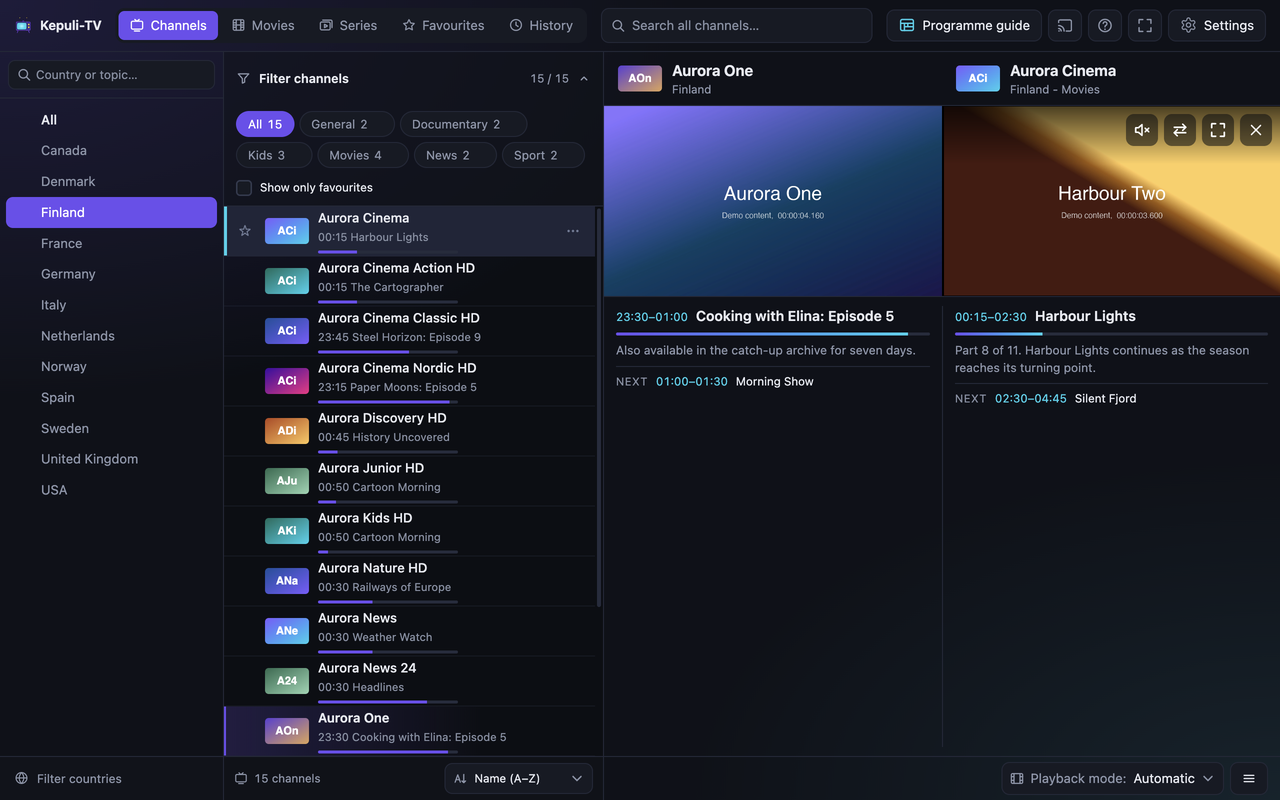 Kepuli-TV
Channels
Movies
Series
Favourites
History
Search all channels...
Programme guide
Settings
Country or topic...
All
Canada
Denmark
Finland
France
Germany
Italy
Netherlands
Norway
Spain
Sweden
United Kingdom
USA
Filter countries
Filter channels
15 / 15
All 15
General 2
Documentary 2
Kids 3
Movies 4
News 2
Sport 2
Show only favourites
ACi
Aurora Cinema
00:15 Harbour Lights
ACi
Aurora Cinema Action HD
00:15 The Cartographer
ACi
Aurora Cinema Classic HD
23:45 Steel Horizon: Episode 9
ACi
Aurora Cinema Nordic HD
23:15 Paper Moons: Episode 5
ADi
Aurora Discovery HD
00:45 History Uncovered
AJu
Aurora Junior HD
00:50 Cartoon Morning
AKi
Aurora Kids HD
00:50 Cartoon Morning
ANa
Aurora Nature HD
00:30 Railways of Europe
ANe
Aurora News
00:30 Weather Watch
A24
Aurora News 24
00:30 Headlines
AOn
Aurora One
23:30 Cooking with Elina: Episode 5
15 channels
Name (A–Z)
AOn
Aurora One
Finland
Aurora One
Demo content, 00:00:04.160
23:30–01:00 Cooking with Elina: Episode 5
Also available in the catch-up archive for seven days.
NEXT 01:00–01:30 Morning Show
ACi
Aurora Cinema
Finland - Movies
Harbour Two
Demo content, 00:00:03.600
00:15–02:30 Harbour Lights
Part 8 of 11. Harbour Lights continues as the season
reaches its turning point.
NEXT 02:30–04:45 Silent Fjord
Playback mode: Automatic